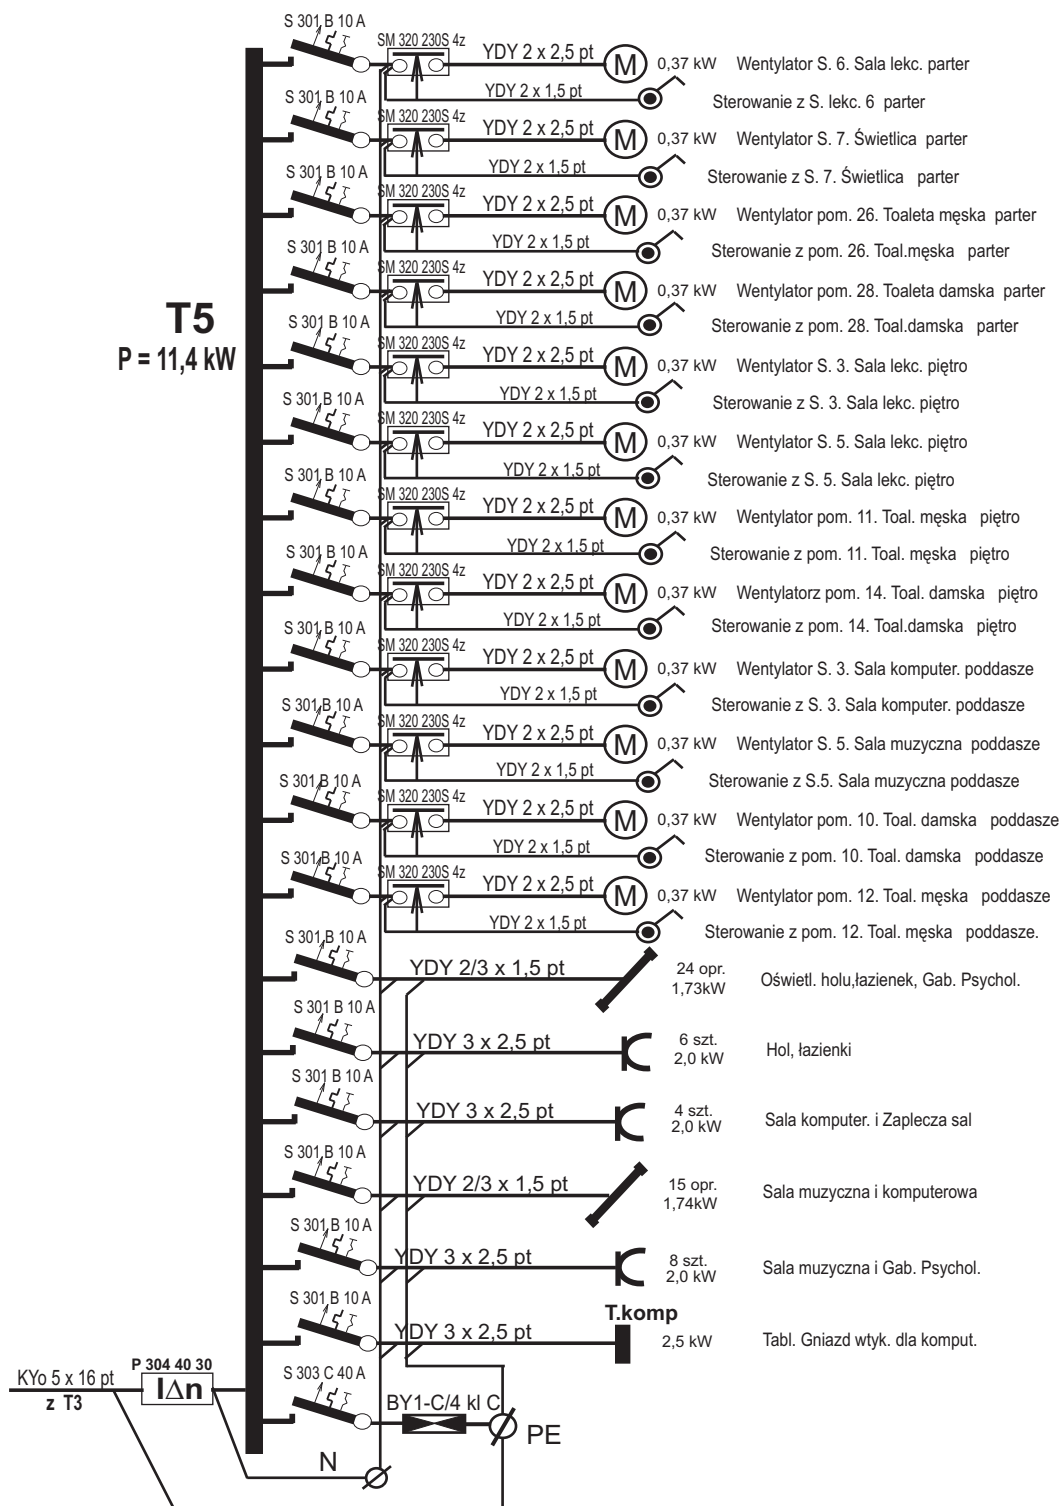 S 301 B 10 A
SM 320 230S 4z
YDY 2 x 2,5 pt
M 0,37 kW Wentylator S. 6. Sala lekc. parter
YDY 2 x 1,5 pt
Sterowanie z S. lekc. 6 parter
S 301 B 10 A
SM 320 230S 4z
YDY 2 x 2,5 pt
M 0,37 kW Wentylator S. 7. Świetlica parter
YDY 2 x 1,5 pt
Sterowanie z S. 7. Świetlica parter
S 301 B 10 A
SM 320 230S 4z
YDY 2 x 2,5 pt
M 0,37 kW Wentylator pom. 26. Toaleta męska parter
YDY 2 x 1,5 pt
Sterowanie z pom. 26. Toal.męska parter
S 301 B 10 A
SM 320 230S 4z
YDY 2 x 2,5 pt
M 0,37 kW Wentylator pom. 28. Toaleta damska parter
YDY 2 x 1,5 pt
Sterowanie z pom. 28. Toal.damska parter
T5
P = 11,4 kW
S 301 B 10 A
SM 320 230S 4z
YDY 2 x 2,5 pt
M 0,37 kW Wentylator S. 3. Sala lekc. piętro
YDY 2 x 1,5 pt
Sterowanie z S. 3. Sala lekc. piętro
S 301 B 10 A
SM 320 230S 4z
YDY 2 x 2,5 pt
M 0,37 kW Wentylator S. 5. Sala lekc. piętro
YDY 2 x 1,5 pt
Sterowanie z S. 5. Sala lekc. piętro
S 301 B 10 A
SM 320 230S 4z
YDY 2 x 2,5 pt
M 0,37 kW Wentylator pom. 11. Toal. męska piętro
YDY 2 x 1.5 pt
Sterowanie z pom. 11. Toal. męska piętro
S 301 B 10 A
SM 320 230S 4z
YDY 2 x 2,5 pt
M 0,37 kW Wentylatorz pom. 14. Toal. damska piętro
YDY 2 x 1,5 pt
Sterowanie z pom. 14. Toal.damska piętro
S 301 B 10 A
SM 320 230S 4z
YDY 2 x 2,5 pt
M 0,37 kW Wentylator S. 3. Sala komputer. poddasze
YDY 2 x 1,5 pt
Sterowanie z S. 3. Sala komputer. poddasze
S 301 B 10 A
SM 320 230S 4z
YDY 2 x 2,5 pt
M 0,37 kW Wentylator S. 5. Sala muzyczna poddasze
YDY 2 x 1,5 pt
Sterowanie z S.5. Sala muzyczna poddasze
S 301 B 10 A
SM 320 230S 4z
YDY 2 x 2,5 pt
M 0,37 kW Wentylator pom. 10. Toal. damska poddasze
YDY 2 x 1,5 pt
Sterowanie z pom. 10. Toal. damska poddasze
S 301 B 10 A
SM 320 230S 4z
YDY 2 x 2,5 pt
M 0,37 kW Wentylator pom. 12. Toal. męska poddasze
YDY 2 x 1,5 pt
Sterowanie z pom. 12. Toal. męska poddasze.
S 301 B 10 A
YDY 2/3 x 1,5 pt
24 opr.
1,73kW
Oświetl. holu,łazienek, Gab. Psychol.
S 301 B 10 A
YDY 3 x 2,5 pt
6 szt.
2,0 kW
Hol, łazienki
S 301 B 10 A
YDY 3 x 2,5 pt
4 szt.
2,0 kW
Sala komputer. i Zaplecza sal
S 301 B 10 A
YDY 2/3 x 1,5 pt
15 opr.
1,74kW
Sala muzyczna i komputerowa
S 301 B 10 A
YDY 3 x 2,5 pt
8 szt.
2,0 kW
Sala muzyczna i Gab. Psychol.
S 301 B 10 A
YDY 3 x 2,5 pt
T.komp
2,5 kW Tabl. Gniazd wtyk. dla komput.
KYo 5 x 16 pt
z T3
P 304 40 30
I∆n
S 303 C 40 A
BY1-C/4 kl C
PE
N